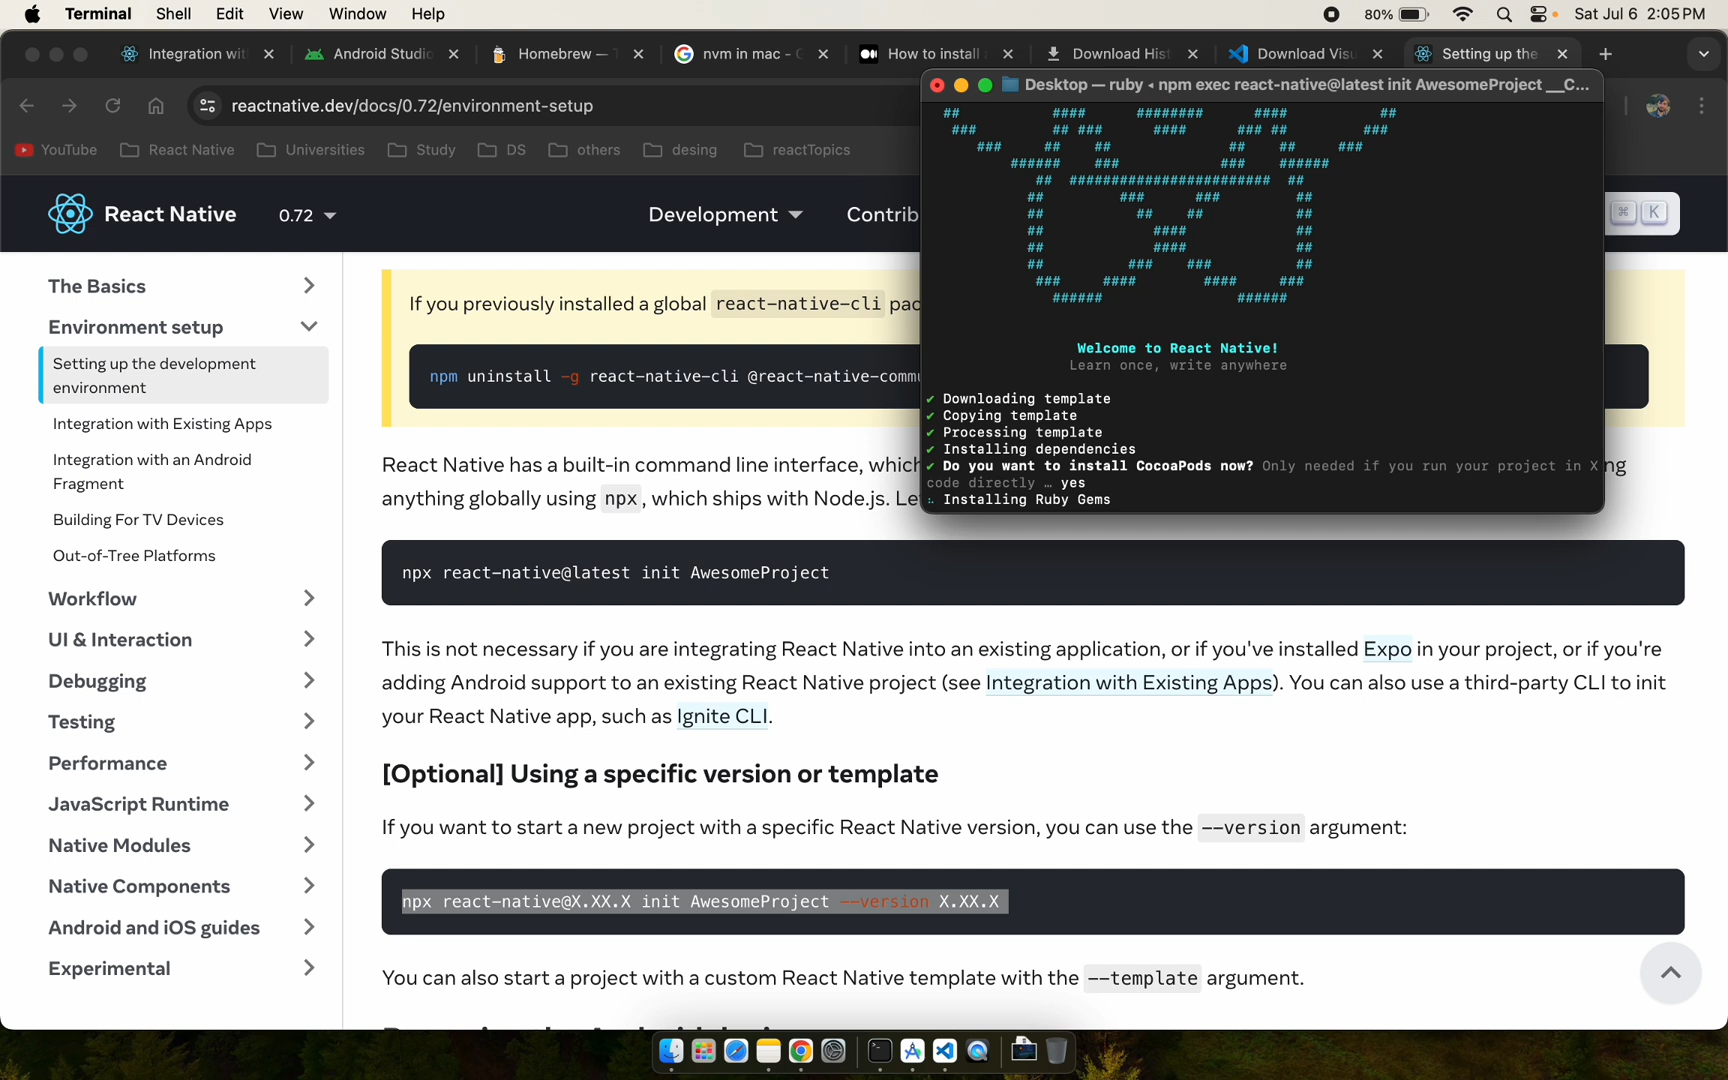 Terminal Shell Edit View Window Help 80% Sat Jul 6 2:05 PM
Integration wit Android Studio Homebrew — T nvm in mac - G How to install Download Hist Download Visu Setting up the
reactnative.dev/docs/0.72/environment-setup
YouTube React Native Universities Study DS others desing reactTopics
Desktop — ruby ◂ npm exec react-native@latest init AwesomeProject __C...
## #### ######## #### ##
### ## ### #### ### ## ###
### ## ## ## ## ###
###### ### ### ######
## ######################## ##
## ### ### ##
## ## ## ##
## #### ##
## #### ##
## ### ### ##
### #### #### ###
###### ######
Welcome to React Native!
Learn once, write anywhere
✔ Downloading template
✔ Copying template
✔ Processing template
✔ Installing dependencies
✔ Do you want to install CocoaPods now? Only needed if you run your project in X
code directly … yes
Installing Ruby Gems
React Native 0.72 Development Contrib ⌘ K
The Basics
Environment setup
Setting up the development
environment
Integration with Existing Apps
Integration with an Android
Fragment
Building For TV Devices
Out-of-Tree Platforms
Workflow
UI & Interaction
Debugging
Testing
Performance
JavaScript Runtime
Native Modules
Native Components
Android and iOS guides
Experimental
If you previously installed a global react-native-cli pac
npm uninstall -g react-native-cli @react-native-commu
React Native has a built-in command line interface, which ng
anything globally using npx, which ships with Node.js. Le
npx react-native@latest init AwesomeProject
This is not necessary if you are integrating React Native into an existing application, or if you've installed Expo in your project, or if you're
adding Android support to an existing React Native project (see Integration with Existing Apps). You can also use a third-party CLI to init
your React Native app, such as Ignite CLI.
[Optional] Using a specific version or template
If you want to start a new project with a specific React Native version, you can use the --version argument:
npx react-native@X.XX.X init AwesomeProject --version X.XX.X
You can also start a project with a custom React Native template with the --template argument.